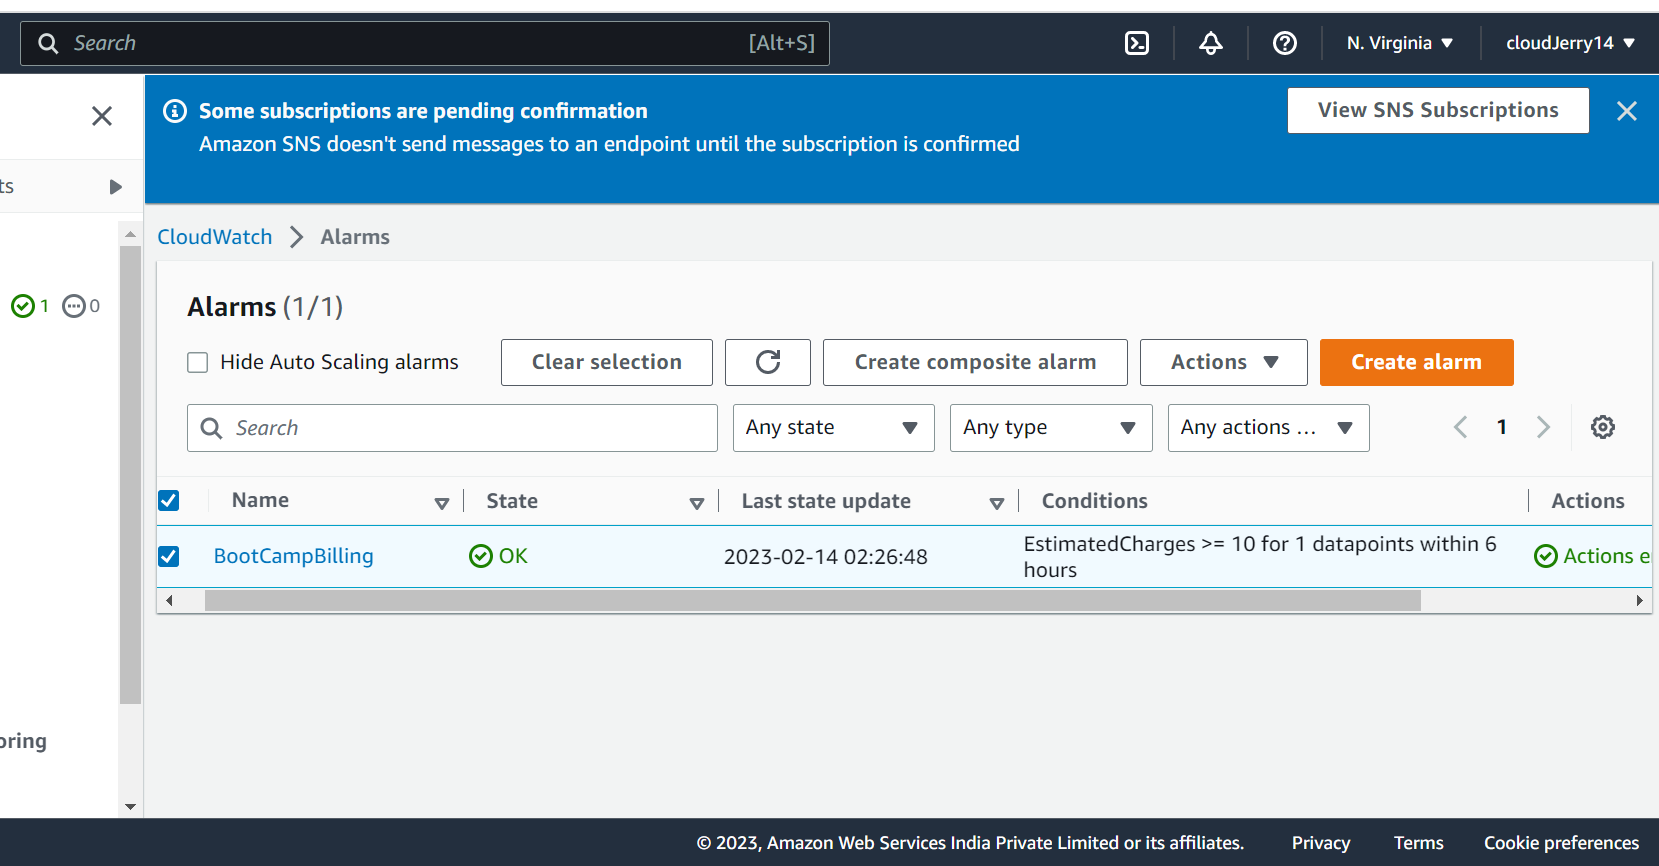 Search [Alt+S] N. Virginia cloudJerry14
Some subscriptions are pending confirmation
Amazon SNS doesn't send messages to an endpoint until the subscription is confirmed
View SNS Subscriptions
ts
1 0
oring
CloudWatch Alarms
Alarms (1/1)
Hide Auto Scaling alarms Clear selection Create composite alarm Actions Create alarm
Search Any state Any type Any actions ... 1
Name State Last state update Conditions Actions
BootCampBilling OK 2023-02-14 02:26:48 EstimatedCharges >= 10 for 1 datapoints within 6
hours
Actions e
© 2023, Amazon Web Services India Private Limited or its affiliates. Privacy Terms Cookie preferences